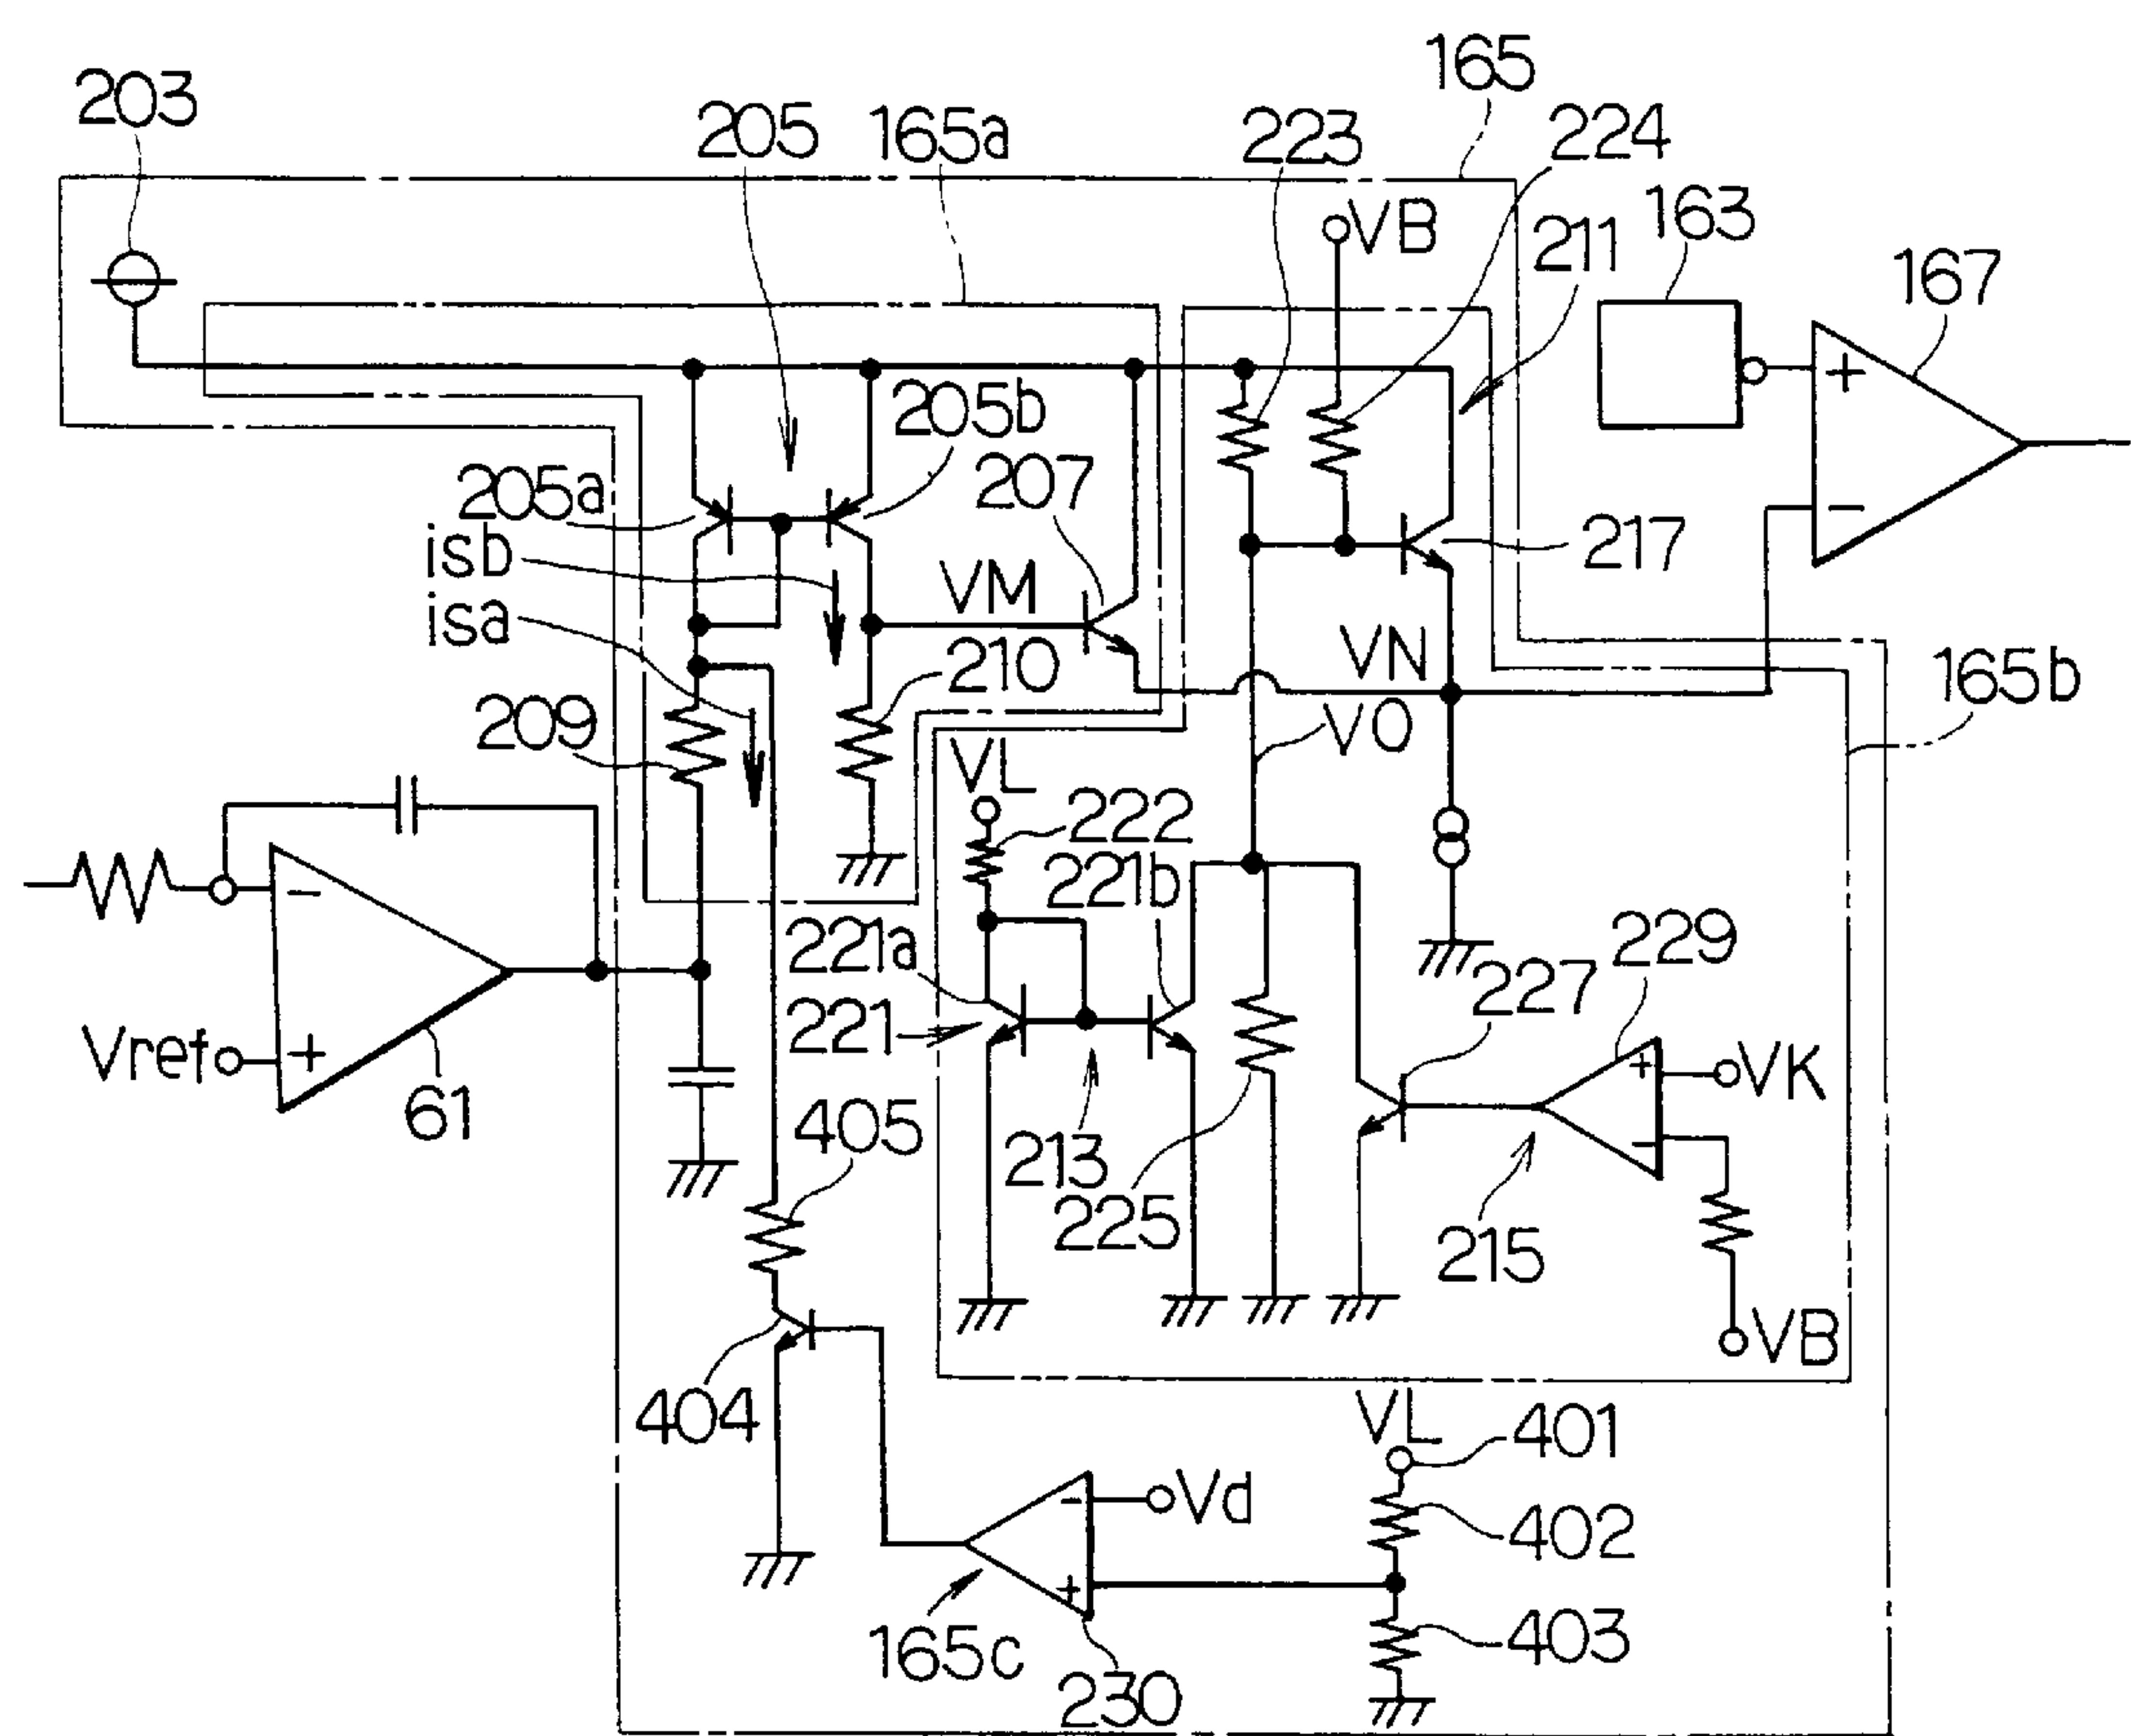 165
203
205
165a
223
224
163
VB
211
167
+
205b
205a
207
−
217
isb
isa
VM
210
VN
165b
209
VO
VL
222
221b
−
221a
229
227
221
Vref
+
+
VK
61
405
213
−
225
215
VB
404
VL
401
−
Vd
402
+
165c
403
230